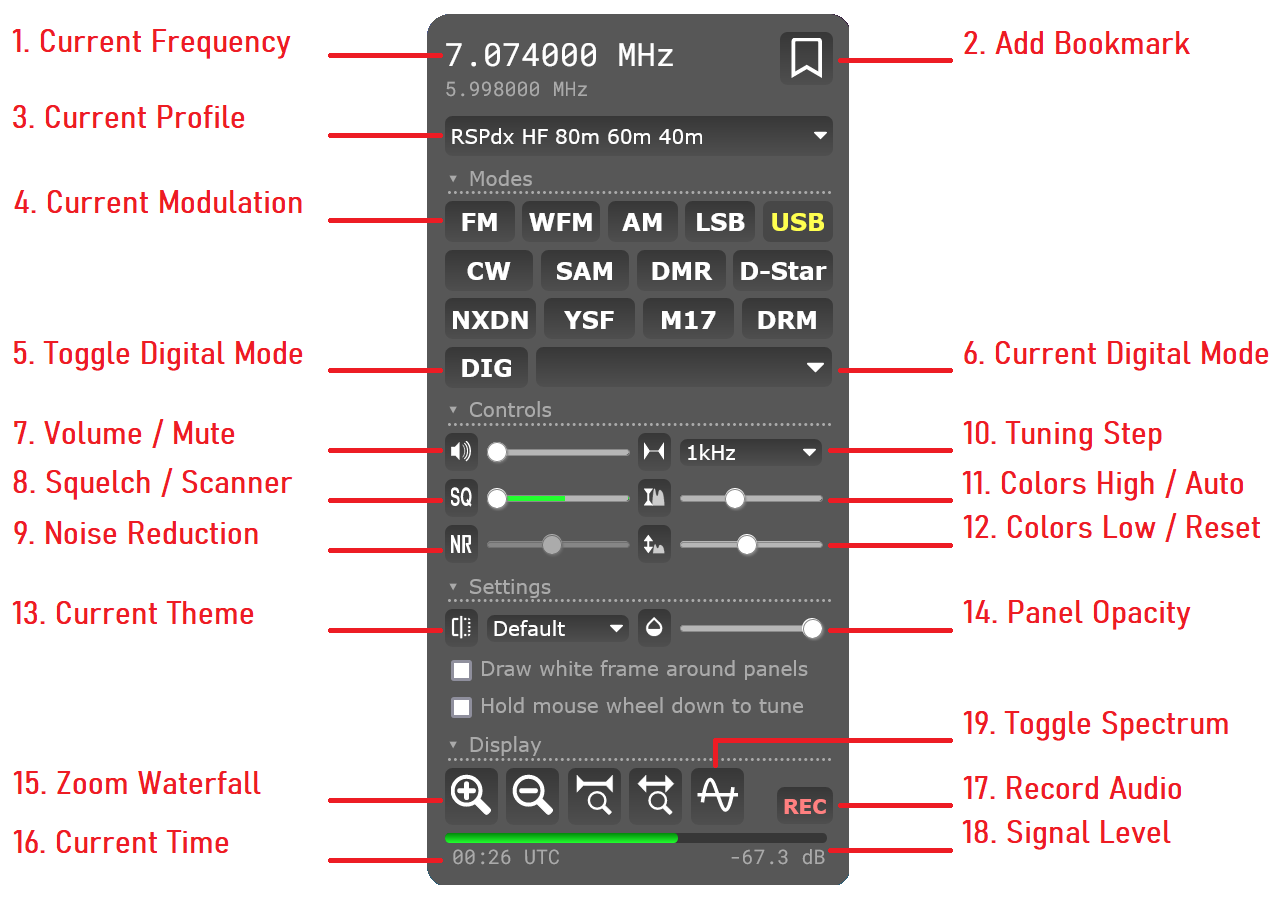 1. Current Frequency
7.074000 MHz
2. Add Bookmark
5.998000 MHz
3. Current Profile
RSPdx HF 80m 60m 40m
Modes
4. Current Modulation
FM WFM AM LSB USB
CW SAM DMR D-Star
NXDN YSF M17 DRM
5. Toggle Digital Mode
DIG
6. Current Digital Mode
Controls
7. Volume / Mute
1kHz
10. Tuning Step
8. Squelch / Scanner
SQ
11. Colors High / Auto
9. Noise Reduction
NR
12. Colors Low / Reset
Settings
13. Current Theme
Default
14. Panel Opacity
Draw white frame around panels
Hold mouse wheel down to tune
19. Toggle Spectrum
Display
15. Zoom Waterfall
REC
17. Record Audio
16. Current Time
18. Signal Level
00:26 UTC
-67.3 dB